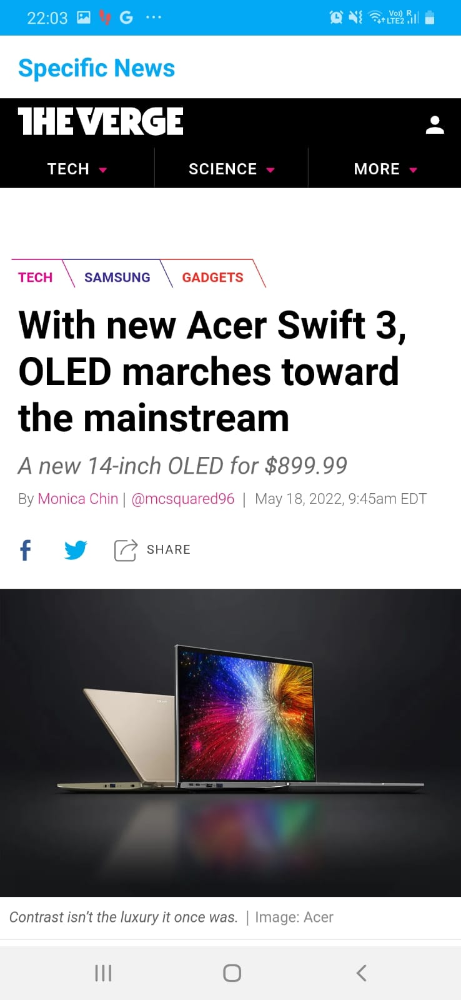 22:03 G ...
Vo)) R
LTE2
Specific News
THE VERGE
TECH SCIENCE MORE
TECH SAMSUNG GADGETS
With new Acer Swift 3,
OLED marches toward
the mainstream
A new 14-inch OLED for $899.99
By Monica Chin | @mcsquared96 | May 18, 2022, 9:45am EDT
f SHARE
Contrast isn’t the luxury it once was. | Image: Acer